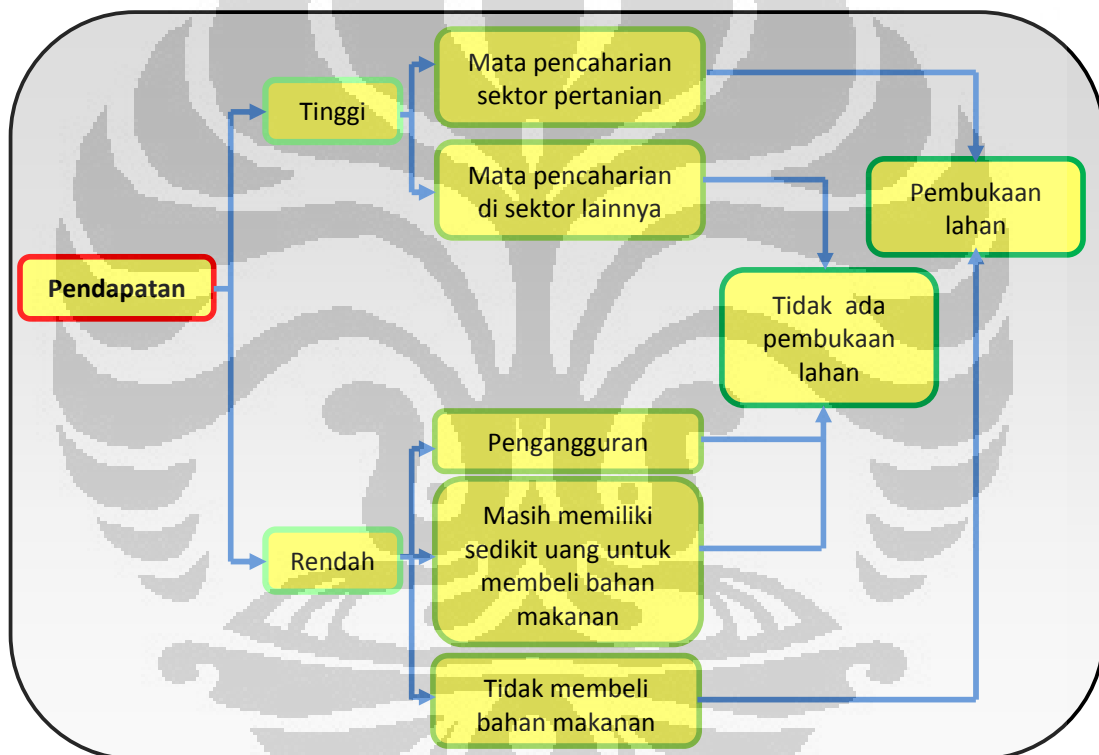 Mata pencaharian
sektor pertanian
Tinggi
Mata pencaharian
di sektor lainnya
Pembukaan
lahan
Pendapatan
Tidak ada
pembukaan
lahan
Pengangguran
Masih memiliki
sedikit uang untuk
membeli bahan
makanan
Rendah
Tidak membeli
bahan makanan